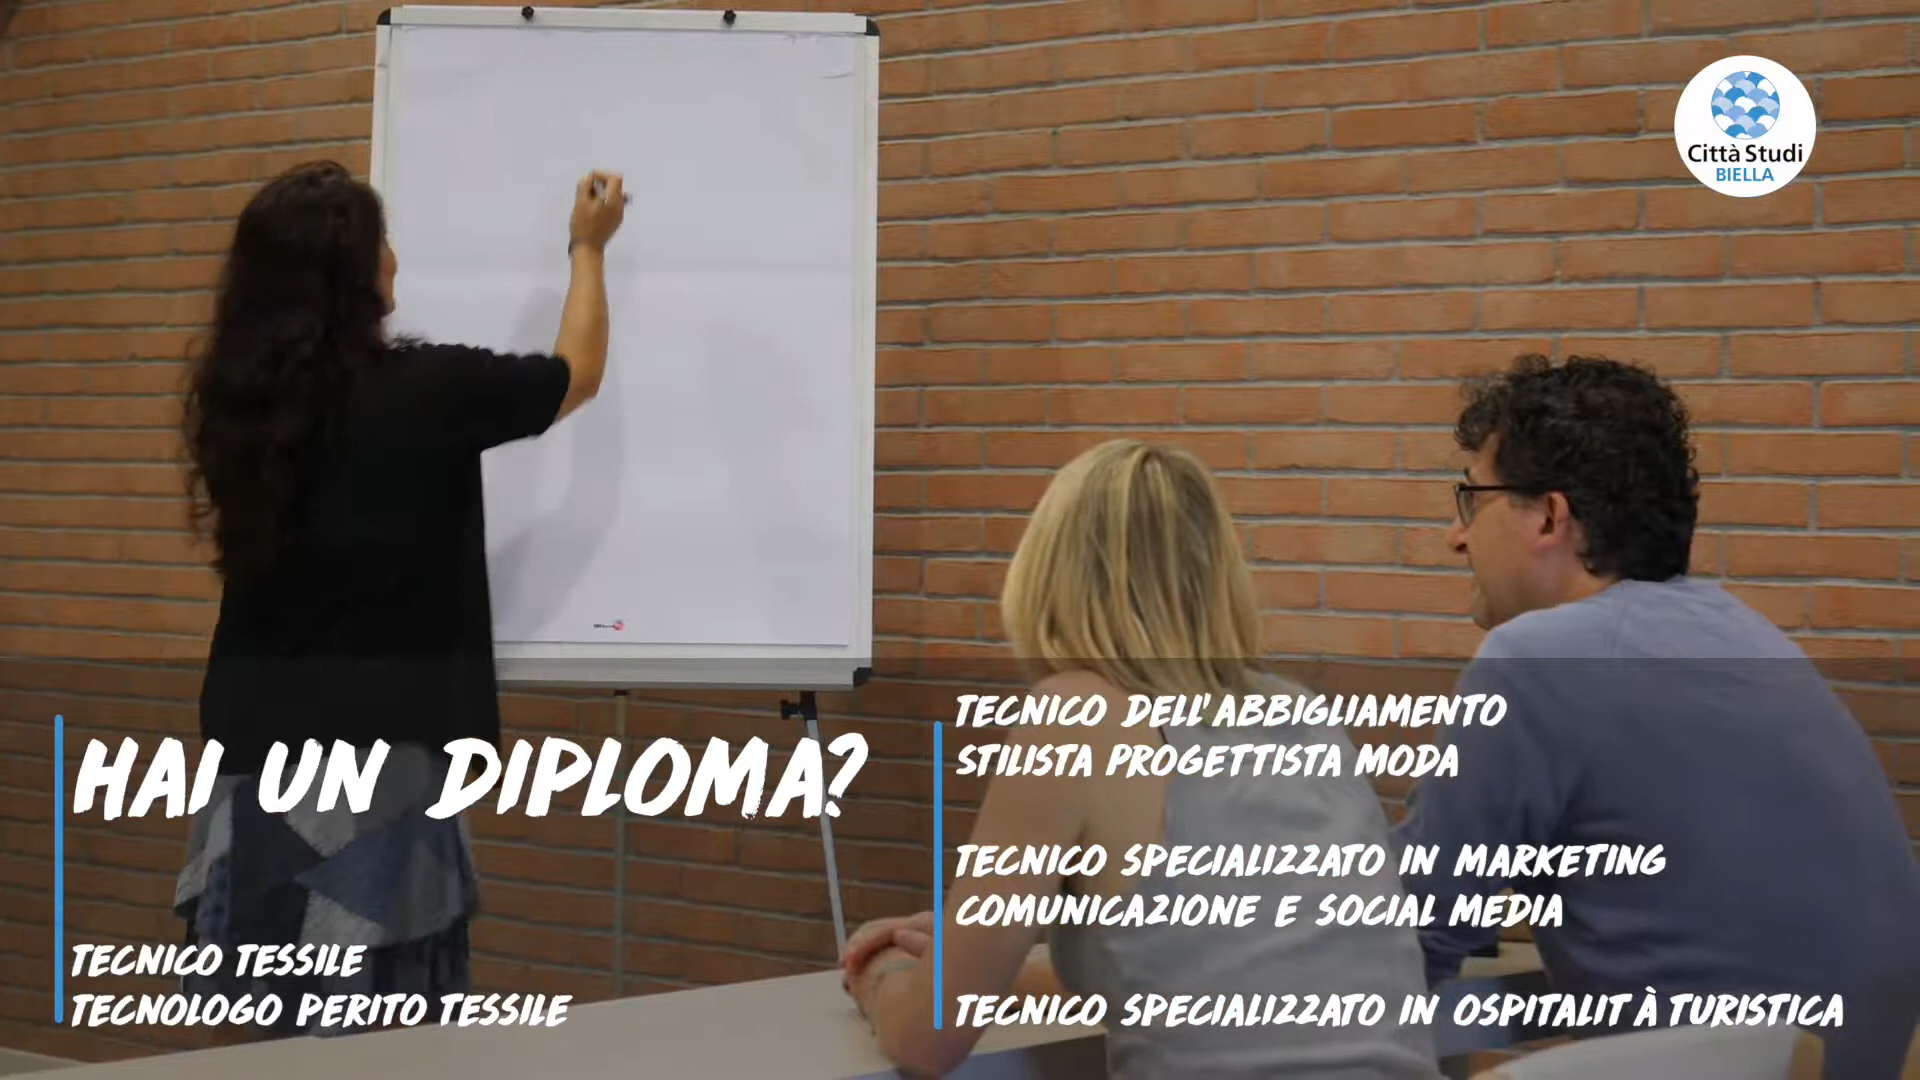 Città Studi
BIELLA
HAI UN DIPLOMA?
TECNICO TESSILE
TECNOLOGO PERITO TESSILE
TECNICO DELL'ABBIGLIAMENTO
STILISTA PROGETTISTA MODA
TECNICO SPECIALIZZATO IN MARKETING
COMUNICAZIONE E SOCIAL MEDIA
TECNICO SPECIALIZZATO IN OSPITALITÀ TURISTICA